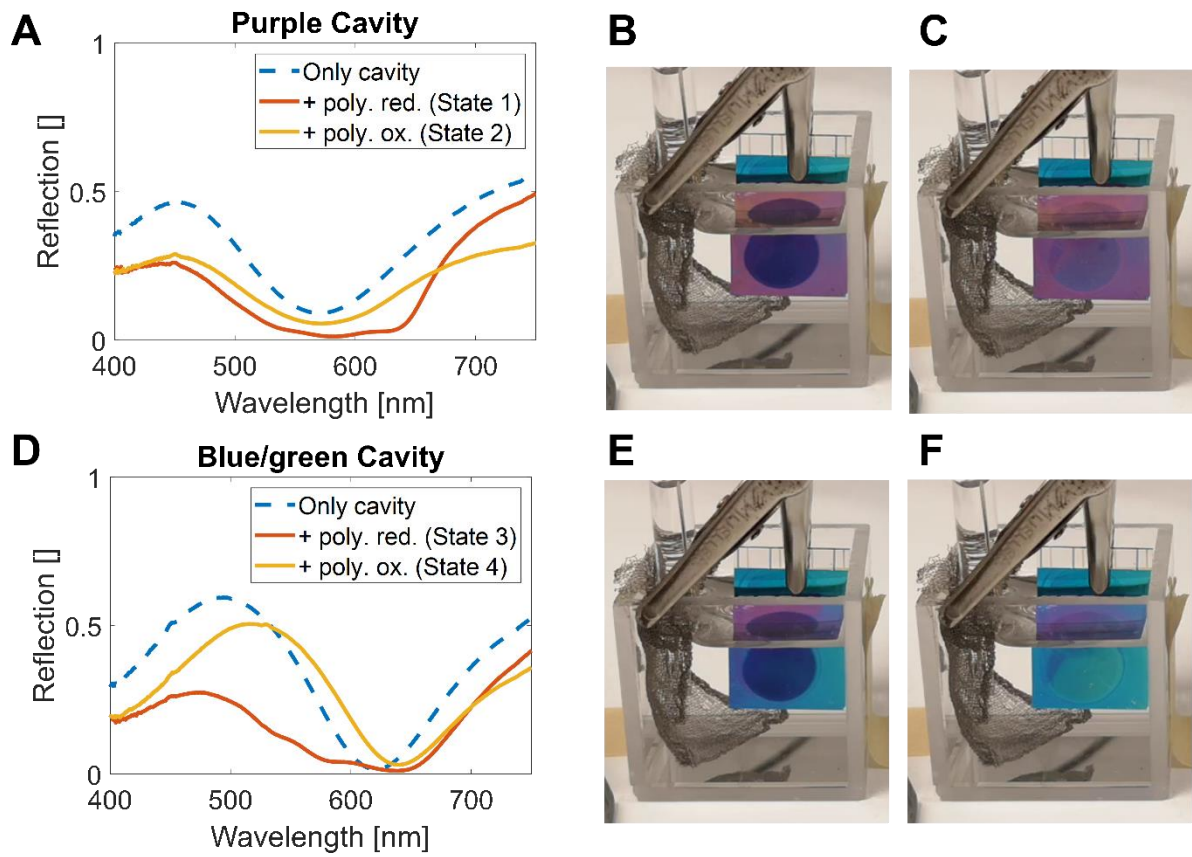 A
Purple Cavity
1
0.5
0
Reflection []
400
500
600
700
Wavelength [nm]
Only cavity
+ poly. red. (State 1)
+ poly. ox. (State 2)
B
C
D
Blue/green Cavity
1
0.5
0
Reflection []
400
500
600
700
Wavelength [nm]
Only cavity
+ poly. red. (State 3)
+ poly. ox. (State 4)
E
F